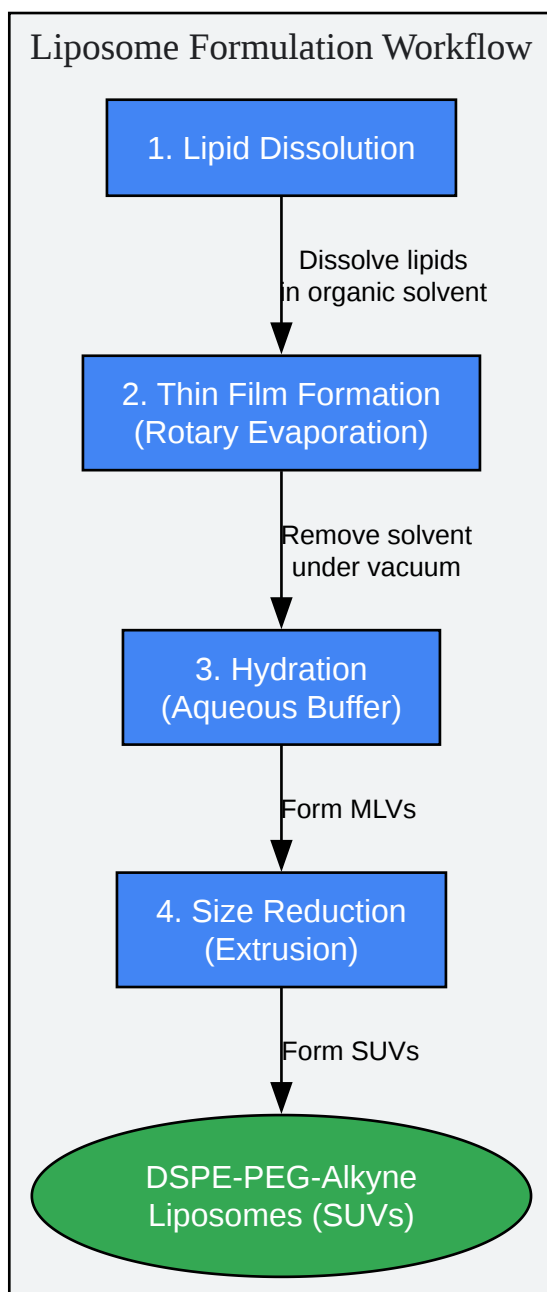 Liposome Formulation Workflow
1. Lipid Dissolution
Dissolve lipids
in organic solvent
2. Thin Film Formation
(Rotary Evaporation)
Remove solvent
under vacuum
3. Hydration
(Aqueous Buffer)
Form MLVs
4. Size Reduction
(Extrusion)
Form SUVs
DSPE-PEG-Alkyne
Liposomes (SUVs)